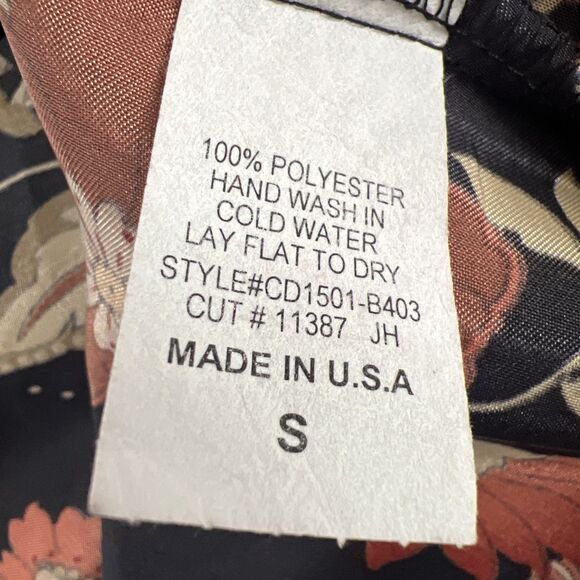 100% POLYESTER
HAND WASH IN
COLD WATER
LAY FLAT TO DRY
STYLE#CD1501-B403
CUT # 11387 JH
MADE IN U.S.A
S